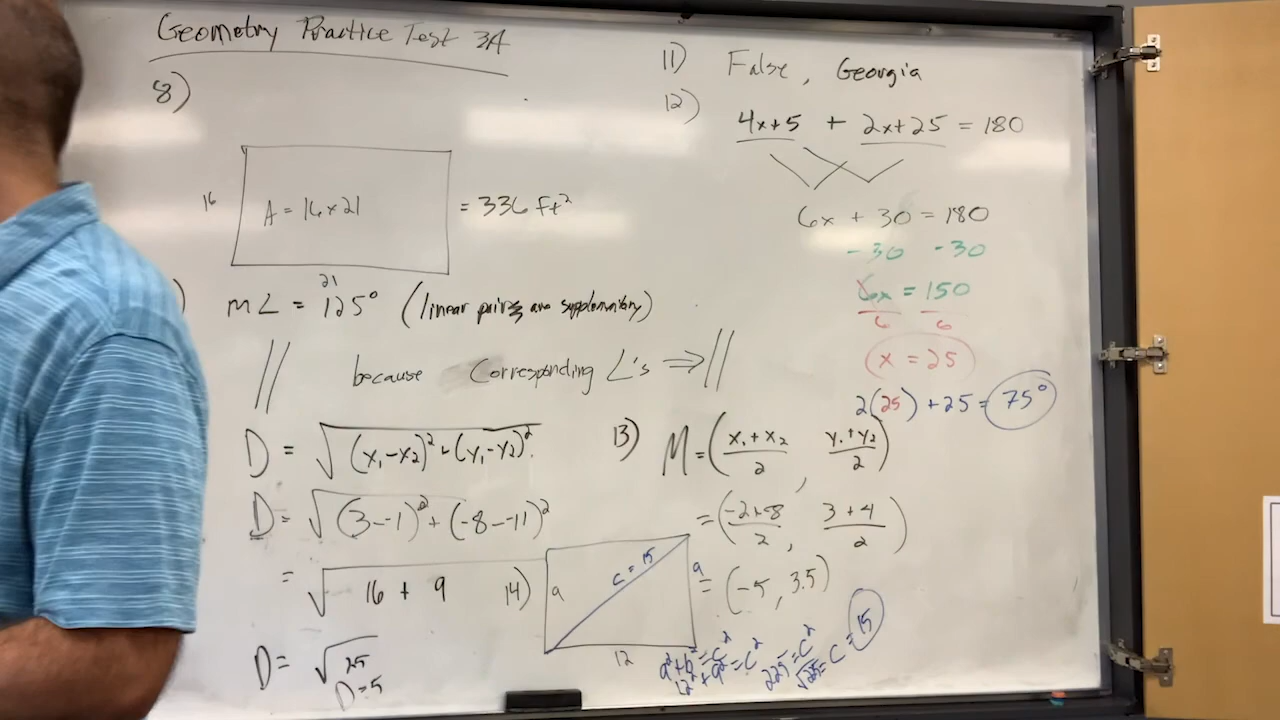 Geometry Practice Test 3A
8)
16
A = 16 x 21
= 336 ft²
21
) m∠ = 125° (linear pairs are supplementary)
// because Corresponding ∠'s ⇒ //
D = √(x₁-x₂)² + (y₁-y₂)²
D = √(3--1)² + (-8--11)²
= √16 + 9
D = √25
D = 5
11) False, Georgia
12) 4x+5 + 2x+25 = 180
6x + 30 = 180
-30 -30
6x = 150
6 6
x = 25
2(25) + 25 = 75°
13) M = (x₁+x₂/2, y₁+y₂/2)
= (-2+-8/2, 3+4/2)
= (-5, 3.5)
14)
9
c = 15
9
12
a²+b²=c²
12²+9²=c²
225=c²
√225=c=15